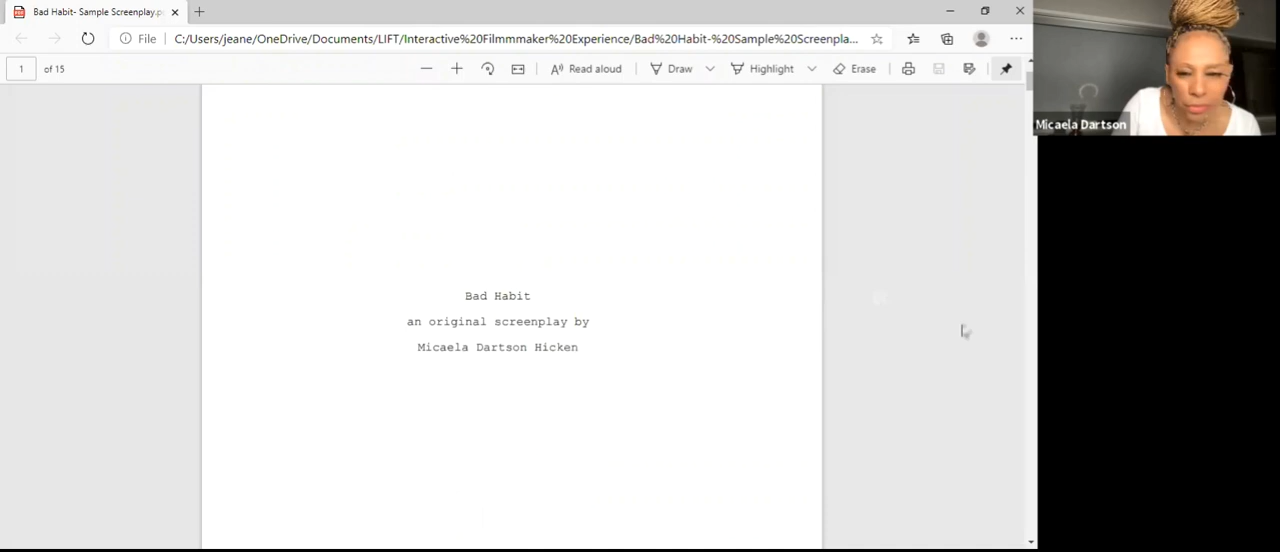 Bad Habit- Sample Screenplay.p
File
C:/Users/jeane/OneDrive/Documents/LIFT/Interactive%20Filmmmaker%20Experience/Bad%20Habit-%20Sample%20Screenpla...
1 of 15
Read aloud
Draw
Highlight
Erase
Micaela Dartson
Bad Habit
an original screenplay by
Micaela Dartson Hicken